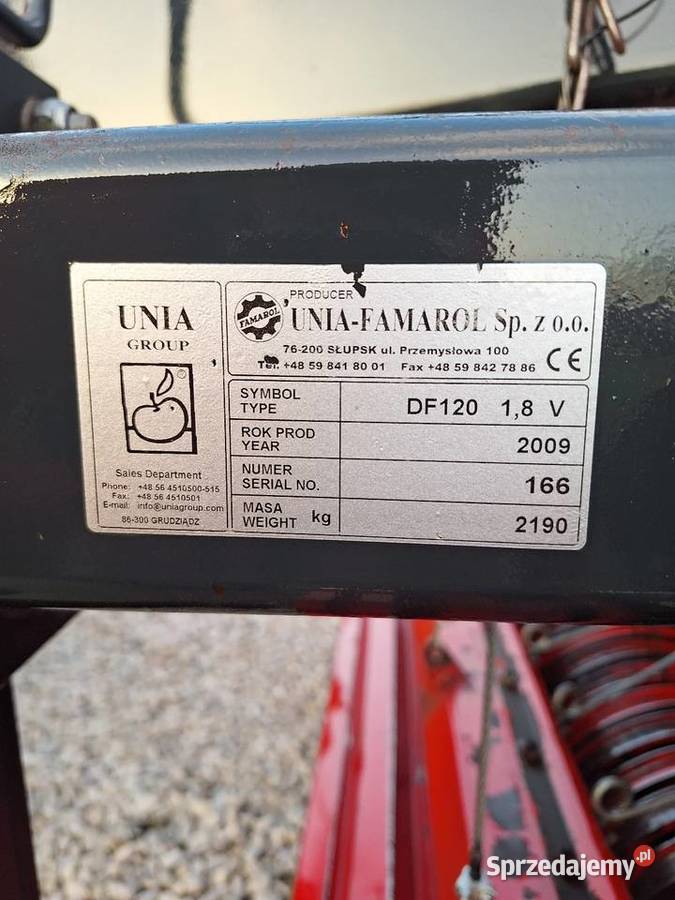 UNIA
GROUP
Sales Department
Phone: +48 56 4510500-515
Fax: +48 56 4510501
E-mail: info@uniagroup.com
86-300 GRUDZIĄDZ
FAMAROL
PRODUCER
UNIA-FAMAROL Sp. z o.o.
76-200 SŁUPSK ul. Przemysłowa 100
Tel. +48 59 841 80 01 Fax +48 59 842 78 86
CE
SYMBOL
TYPE
DF120 1,8 V
ROK PROD
YEAR
2009
NUMER
SERIAL NO.
166
MASA
WEIGHT kg
2190
Sprzedajemy.pl